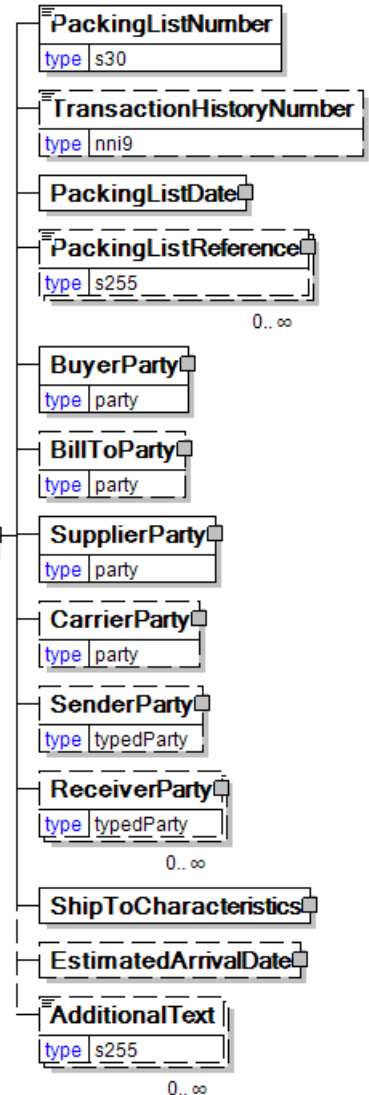 PackingListNumber
type s30
TransactionHistoryNumber
type nni9
PackingListDate
PackingListReference
type s255
0.. ∞
BuyerParty
type party
BillToParty
type party
SupplierParty
type party
CarrierParty
type party
SenderParty
type typedParty
ReceiverParty
type typedParty
0.. ∞
ShipToCharacteristics
EstimatedArrivalDate
AdditionalText
type s255
0.. ∞